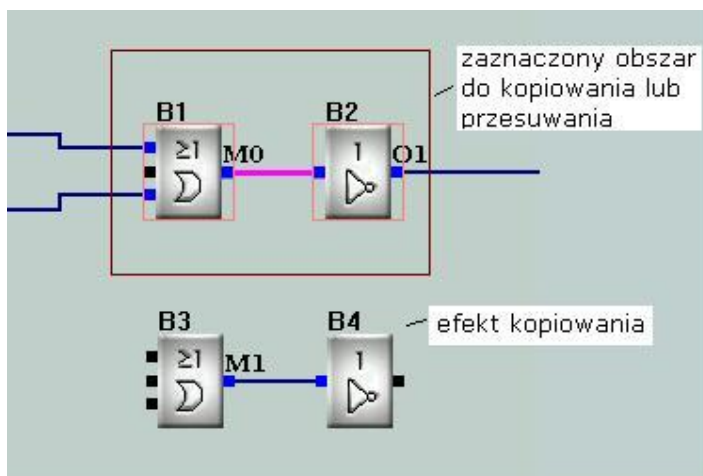 zaznaczony obszar
do kopiowania lub
przesuwania
B1
B2
≥1
M0
1
O1
B3
B4
efekt kopiowania
≥1
M1
1